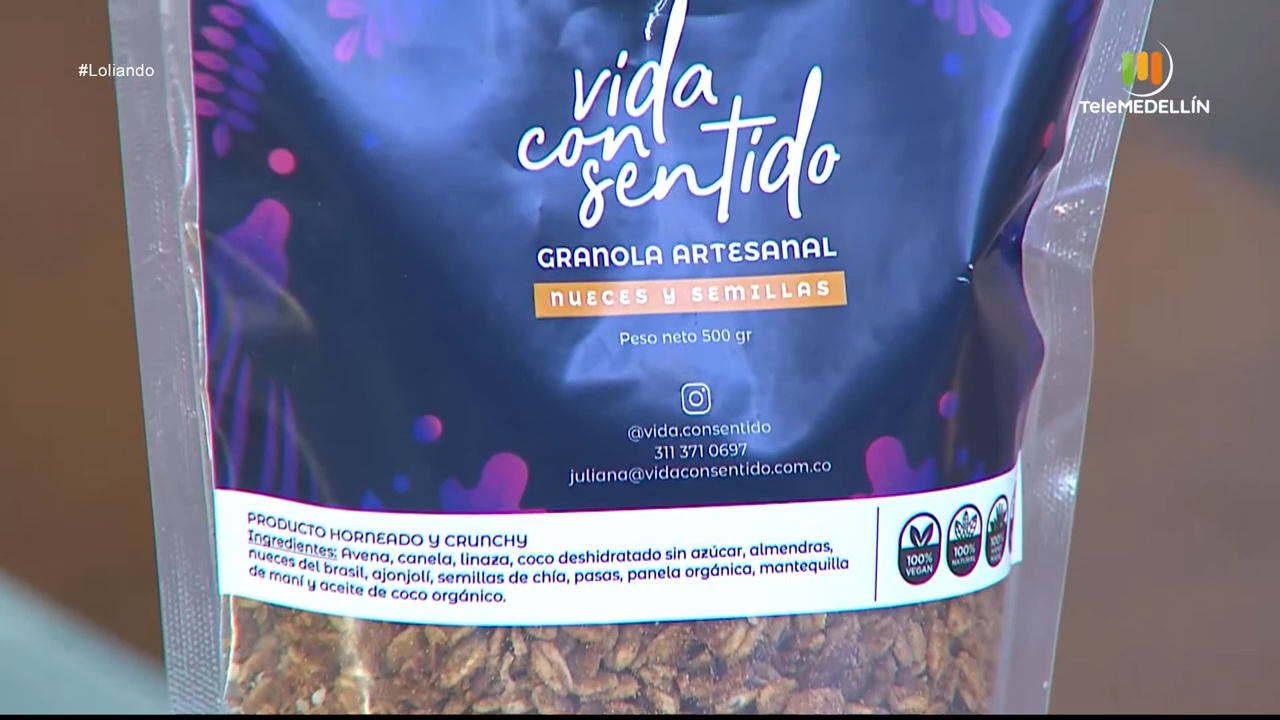 #Loliando
TeleMEDELLÍN
vida
con
sentido
GRANOLA ARTESANAL
NUECES Y SEMILLAS
Peso neto 500 gr
@vida.consentido
311 371 0697
juliana@vidaconsentido.com.co
PRODUCTO HORNEADO Y CRUNCHY
Ingredientes: Avena, canela, linaza, coco deshidratado sin azúcar, almendras,
nueces del brasil, ajonjolí, semillas de chía, pasas, panela orgánica, mantequilla
de maní y aceite de coco orgánico.
100%
VEGAN
100%
NATURAL
100%